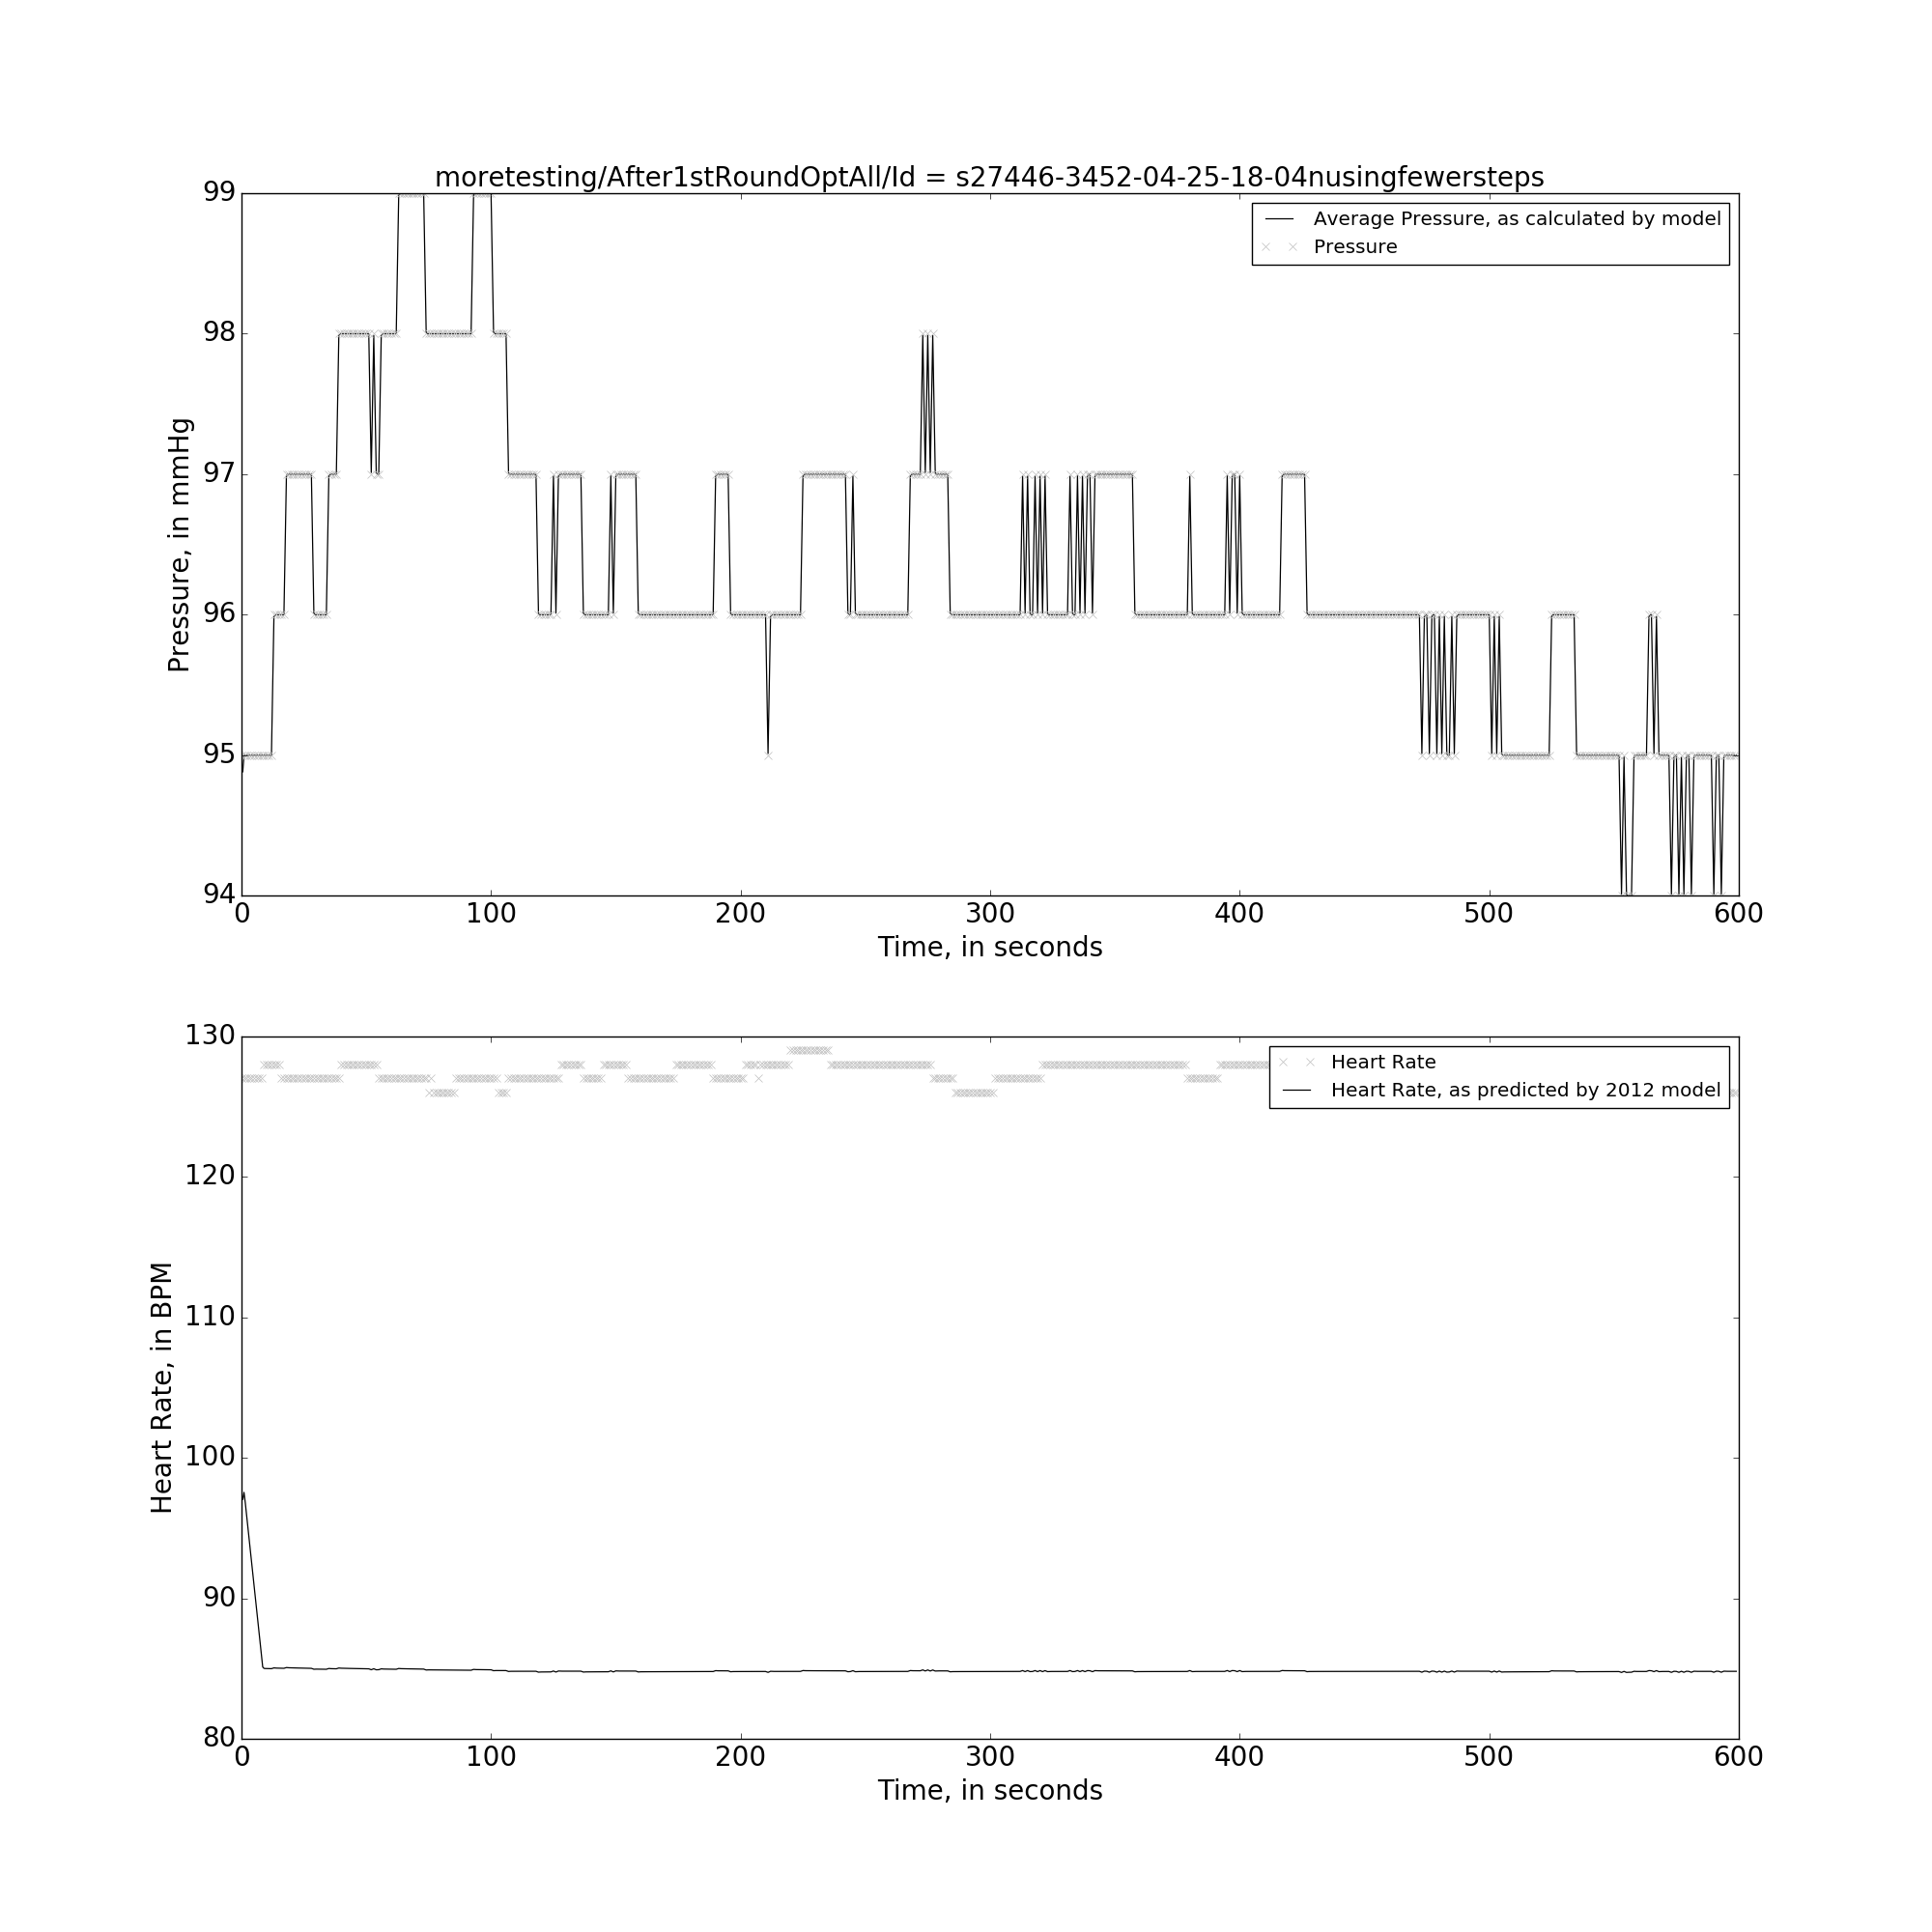 moretesting/After1stRoundOptAll/Id = s27446-3452-04-25-18-04nusingfewersteps
99
98
97
96
95
94
Pressure, in mmHg
Average Pressure, as calculated by model
Pressure
0 100 200 300 400 500 600
Time, in seconds
130
120
110
100
90
80
Heart Rate, in BPM
Heart Rate
Heart Rate, as predicted by 2012 model
0 100 200 300 400 500 600
Time, in seconds